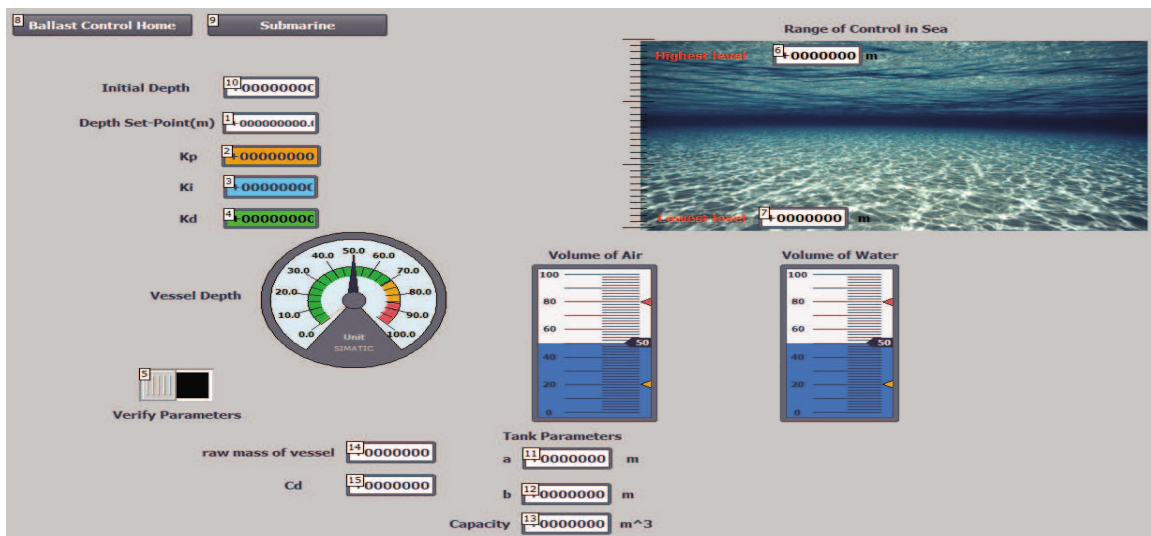 8 Ballast Control Home
9 Submarine
Range of Control in Sea
Highest level 6 +0000000 m
Initial Depth 10 +0000000
Depth Set-Point(m) 1 +00000000.
Kp 2 +00000000
Ki 3 +0000000
Kd 4 +0000000
Lowest level 7 +0000000 m
Vessel Depth
0.0 10.0 20.0 30.0 40.0 50.0 60.0 70.0 80.0 90.0 100.0
Unit
SIMATIC
Volume of Air
100
80
60
50
40
20
0
Volume of Water
100
80
60
50
40
20
0
5
Verify Parameters
raw mass of vessel 14 +0000000
Cd 15 +0000000
Tank Parameters
a 11 +0000000 m
b 12 +0000000 m
Capacity 13 +0000000 m^3